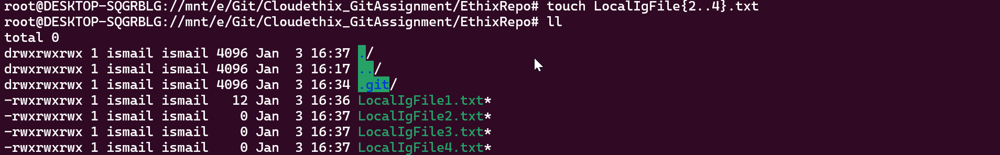 root@DESKTOP-SQGRBLG://mnt/e/Git/Cloudethix_GitAssignment/EthixRepo# touch LocalIgFile{2..4}.txt
root@DESKTOP-SQGRBLG://mnt/e/Git/Cloudethix_GitAssignment/EthixRepo# ll
total 0
drwxrwxrwx 1 ismail ismail 4096 Jan  3 16:37 ./
drwxrwxrwx 1 ismail ismail 4096 Jan  3 16:17 ../
drwxrwxrwx 1 ismail ismail 4096 Jan  3 16:34 .git/
-rwxrwxrwx 1 ismail ismail   12 Jan  3 16:36 LocalIgFile1.txt*
-rwxrwxrwx 1 ismail ismail    0 Jan  3 16:37 LocalIgFile2.txt*
-rwxrwxrwx 1 ismail ismail    0 Jan  3 16:37 LocalIgFile3.txt*
-rwxrwxrwx 1 ismail ismail    0 Jan  3 16:37 LocalIgFile4.txt*